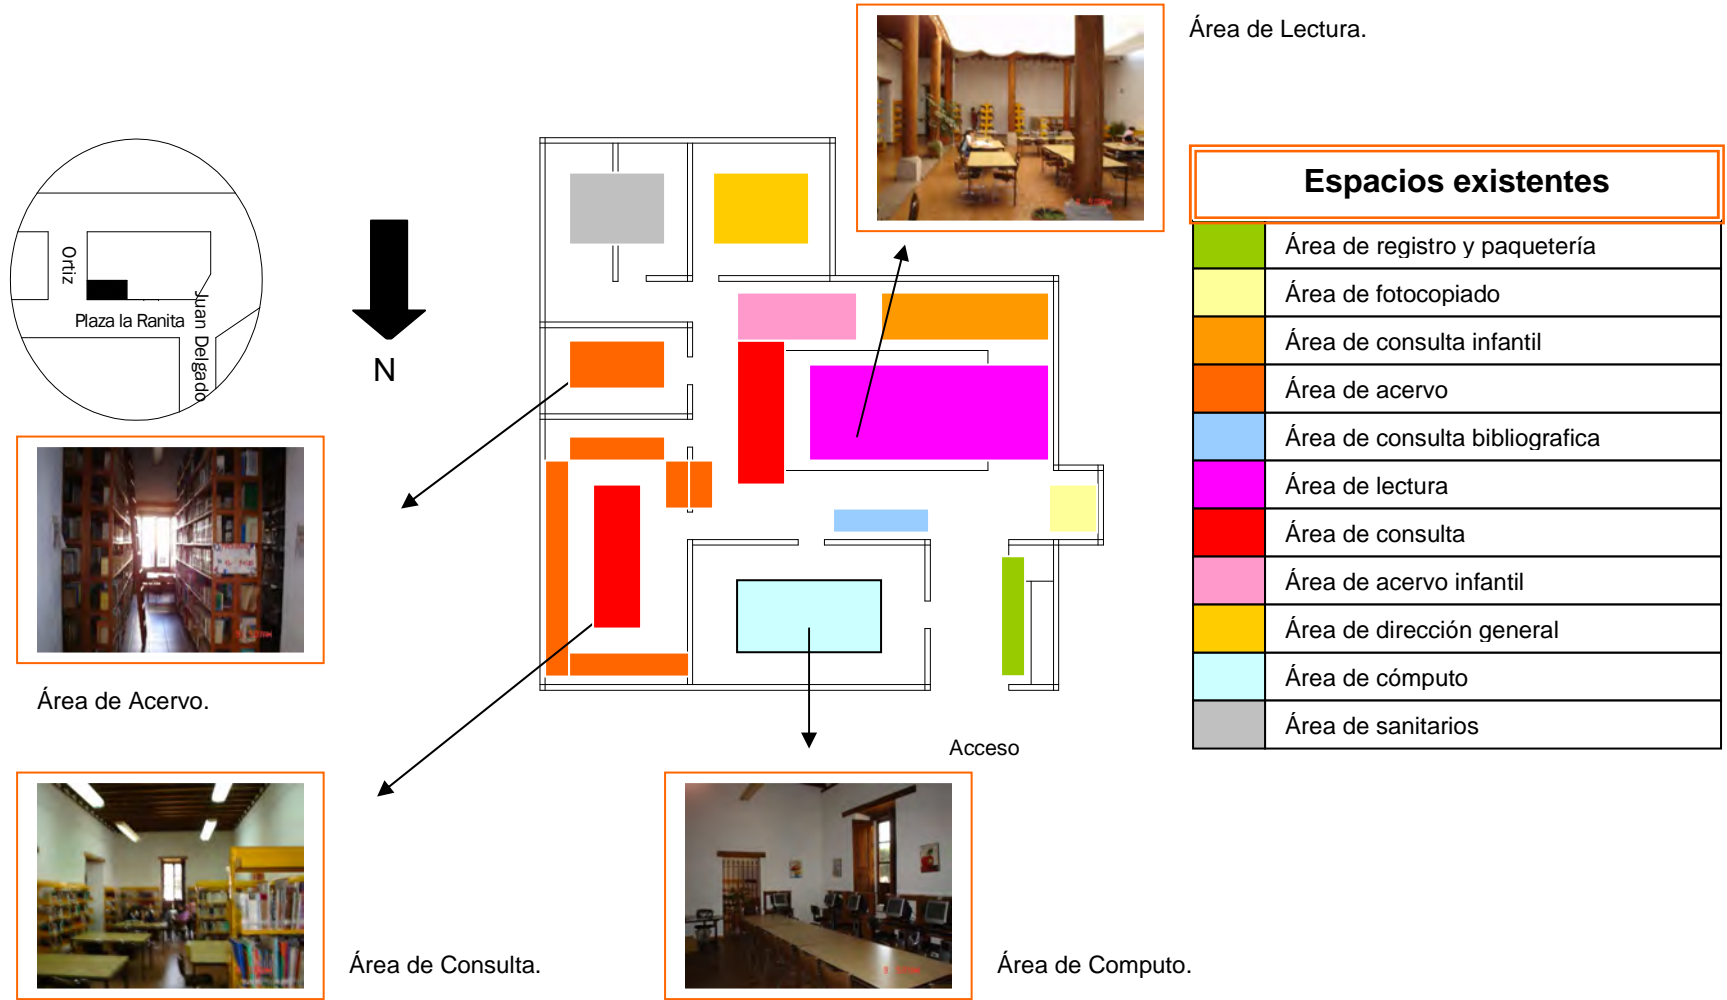 Área de Lectura.
Espacios existentes
Área de registro y paquetería
Área de fotocopiado
Área de consulta infantil
Área de acervo
Área de consulta bibliografica
Área de lectura
Área de consulta
Área de acervo infantil
Área de dirección general
Área de cómputo
Área de sanitarios
Ortiz
Plaza la Ranita
Juan Delgado
N
Área de Acervo.
Acceso
Área de Consulta.
Área de Computo.